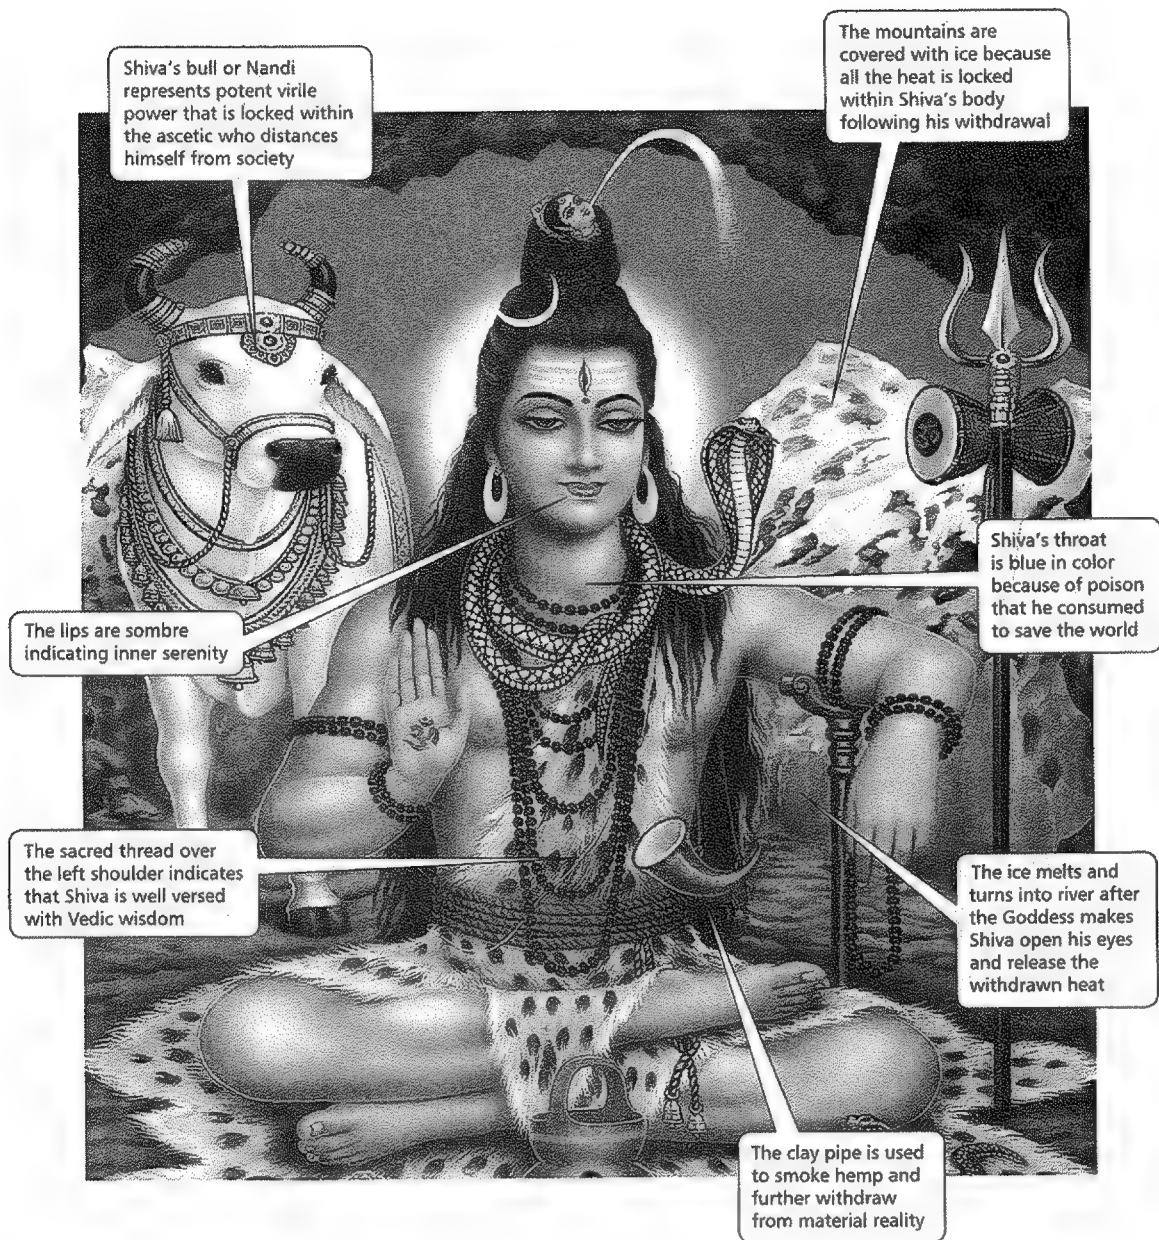 The mountains are
covered with ice because
all the heat is locked
within Shiva's body
following his withdrawal
Shiva's bull or Nandi
represents potent virile
power that is locked within
the ascetic who distances
himself from society
Shiva's throat
is blue in color
because of poison
that he consumed
to save the world
The lips are sombre
indicating inner serenity
ॐ
The sacred thread over
the left shoulder indicates
that Shiva is well versed
with Vedic wisdom
The ice melts and
turns into river after
the Goddess makes
Shiva open his eyes
and release the
withdrawn heat
The clay pipe is used
to smoke hemp and
further withdraw
from material reality